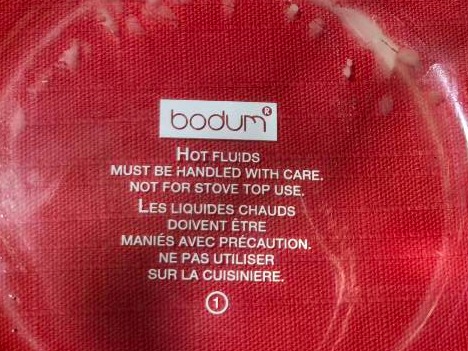 bodum®
HOT FLUIDS
MUST BE HANDLED WITH CARE.
NOT FOR STOVE TOP USE.
LES LIQUIDES CHAUDS
DOIVENT ÊTRE
MANIÉS AVEC PRÉCAUTION.
NE PAS UTILISER
SUR LA CUISINIERE.
1